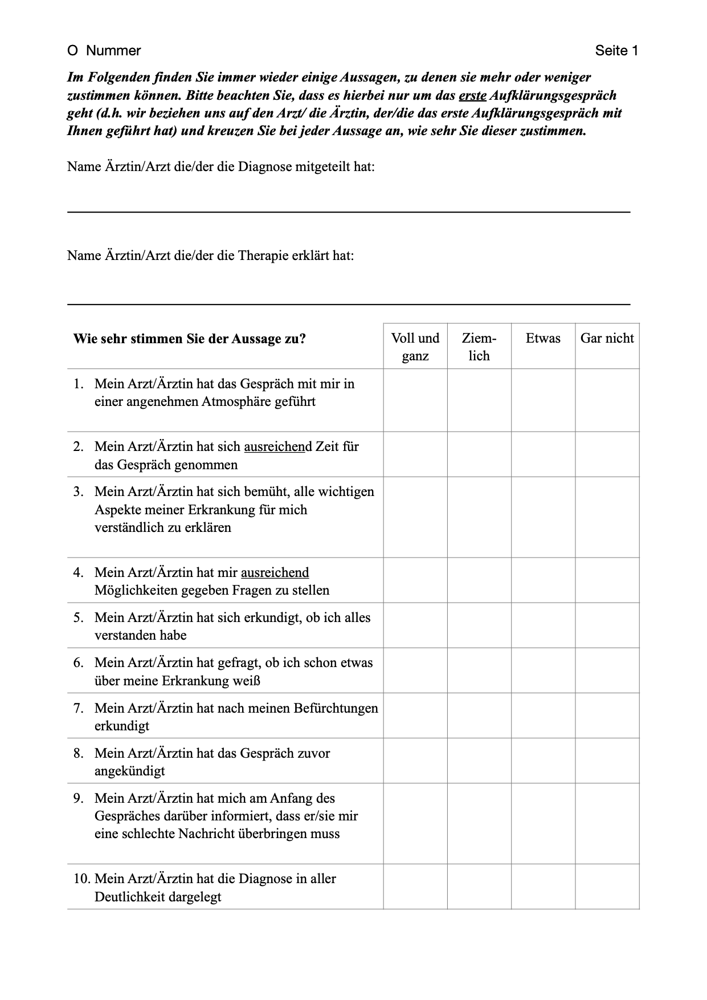 O Nummer Seite 1
Im Folgenden finden Sie immer wieder einige Aussagen, zu denen sie mehr oder weniger
zustimmen können. Bitte beachten Sie, dass es hierbei nur um das erste Aufklärungsgespräch
geht (d.h. wir beziehen uns auf den Arzt/ die Ärztin, der/die das erste Aufklärungsgespräch mit
Ihnen geführt hat) und kreuzen Sie bei jeder Aussage an, wie sehr Sie dieser zustimmen.
Name Ärztin/Arzt die/der die Diagnose mitgeteilt hat:
Name Ärztin/Arzt die/der die Therapie erklärt hat:
Wie sehr stimmen Sie der Aussage zu?
Voll und
ganz
Ziem-
lich
Etwas
Gar nicht
1. Mein Arzt/Ärztin hat das Gespräch mit mir in
einer angenehmen Atmosphäre geführt
2. Mein Arzt/Ärztin hat sich ausreichend Zeit für
das Gespräch genommen
3. Mein Arzt/Ärztin hat sich bemüht, alle wichtigen
Aspekte meiner Erkrankung für mich
verständlich zu erklären
4. Mein Arzt/Ärztin hat mir ausreichend
Möglichkeiten gegeben Fragen zu stellen
5. Mein Arzt/Ärztin hat sich erkundigt, ob ich alles
verstanden habe
6. Mein Arzt/Ärztin hat gefragt, ob ich schon etwas
über meine Erkrankung weiß
7. Mein Arzt/Ärztin hat nach meinen Befürchtungen
erkundigt
8. Mein Arzt/Ärztin hat das Gespräch zuvor
angekündigt
9. Mein Arzt/Ärztin hat mich am Anfang des
Gespräches darüber informiert, dass er/sie mir
eine schlechte Nachricht überbringen muss
10. Mein Arzt/Ärztin hat die Diagnose in aller
Deutlichkeit dargelegt